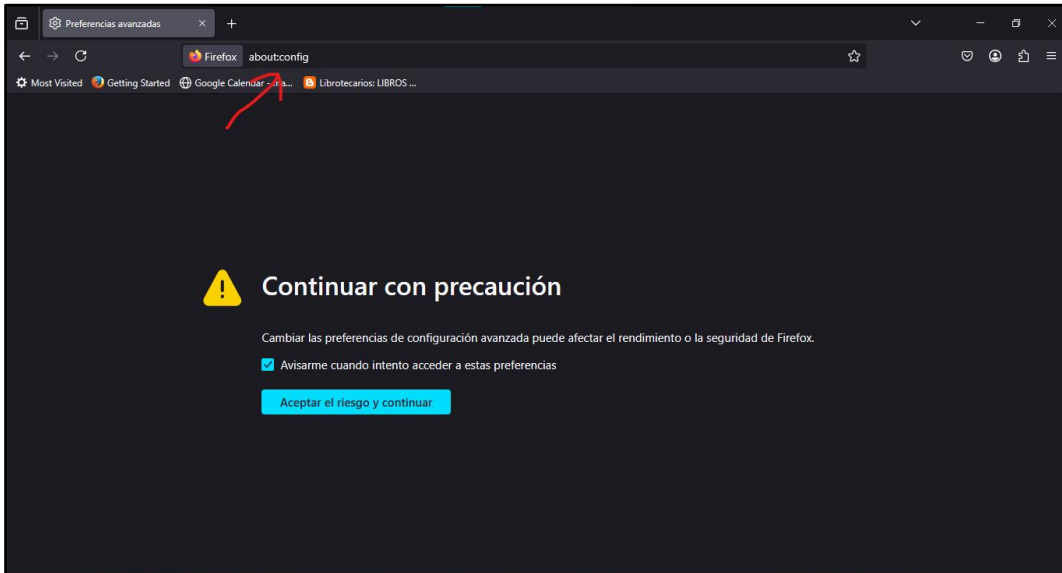 Preferencias avanzadas
Firefox about:config
Most Visited Getting Started Google Calendar - ma... Librotecarios: LIBROS ...
Continuar con precaución
Cambiar las preferencias de configuración avanzada puede afectar el rendimiento o la seguridad de Firefox.
Avisarme cuando intento acceder a estas preferencias
Aceptar el riesgo y continuar